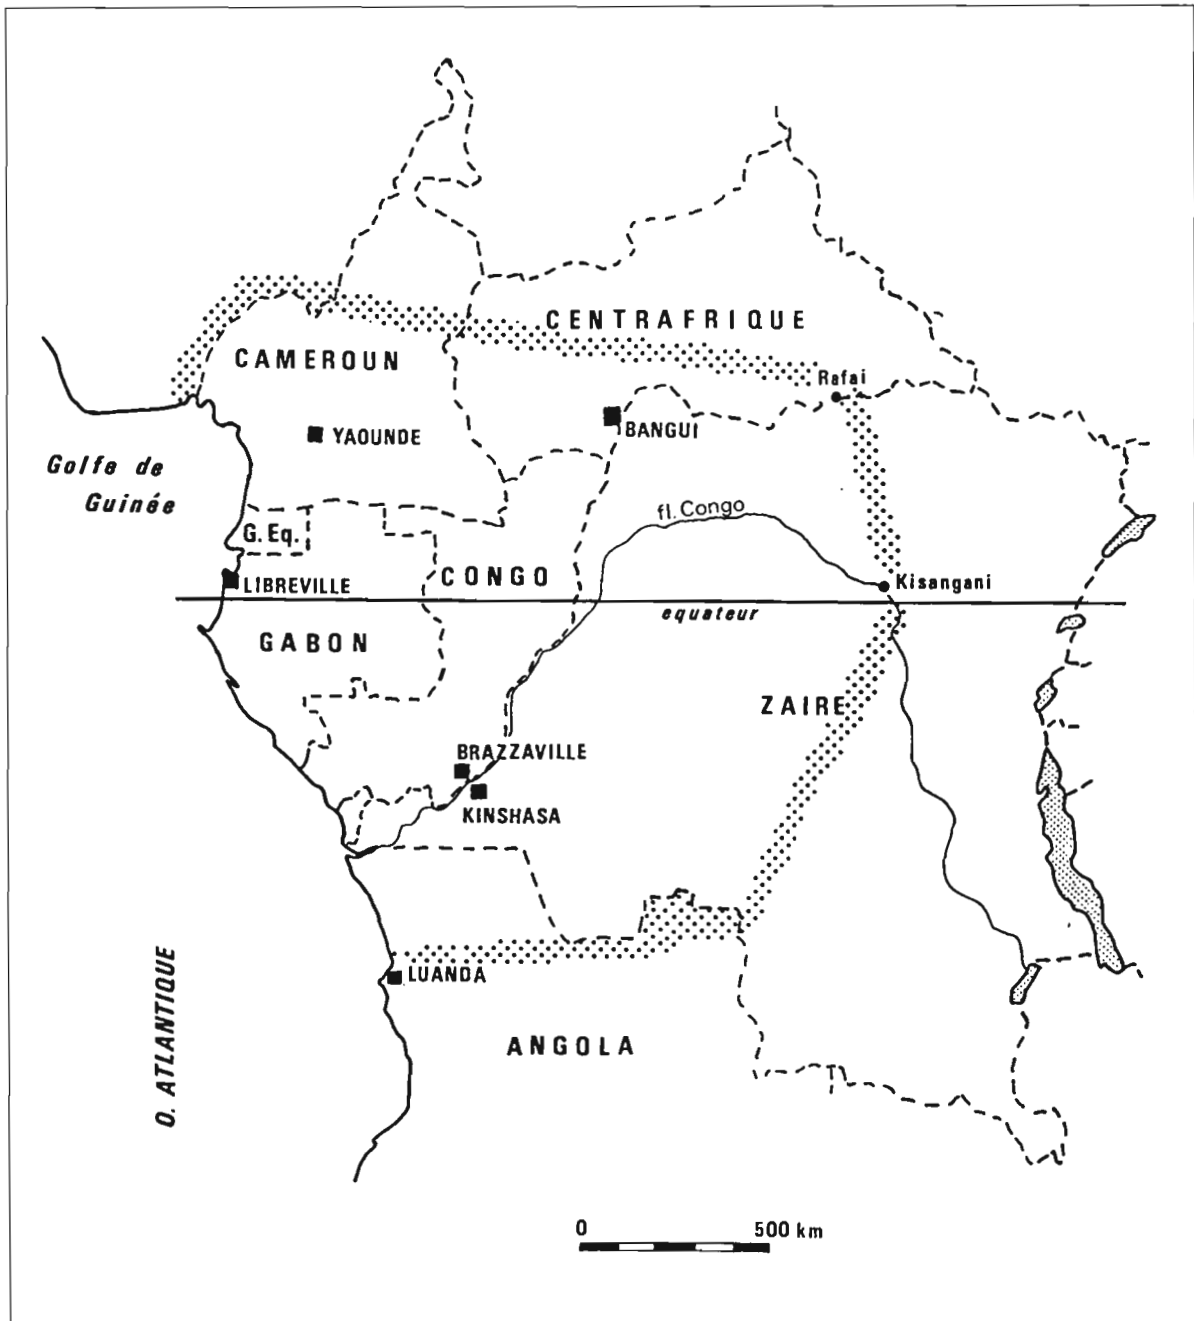 CENTRAFRIQUE
CAMEROUN
Rafai
YAOUNDE
BANGUI
Golfe de
Guinée
fl. Congo
G. Eq.
CONGO
Kisangani
LIBREVILLE
equateur
GABON
ZAIRE
BRAZZAVILLE
KINSHASA
O. ATLANTIQUE
LUANDA
ANGOLA
0 500 km